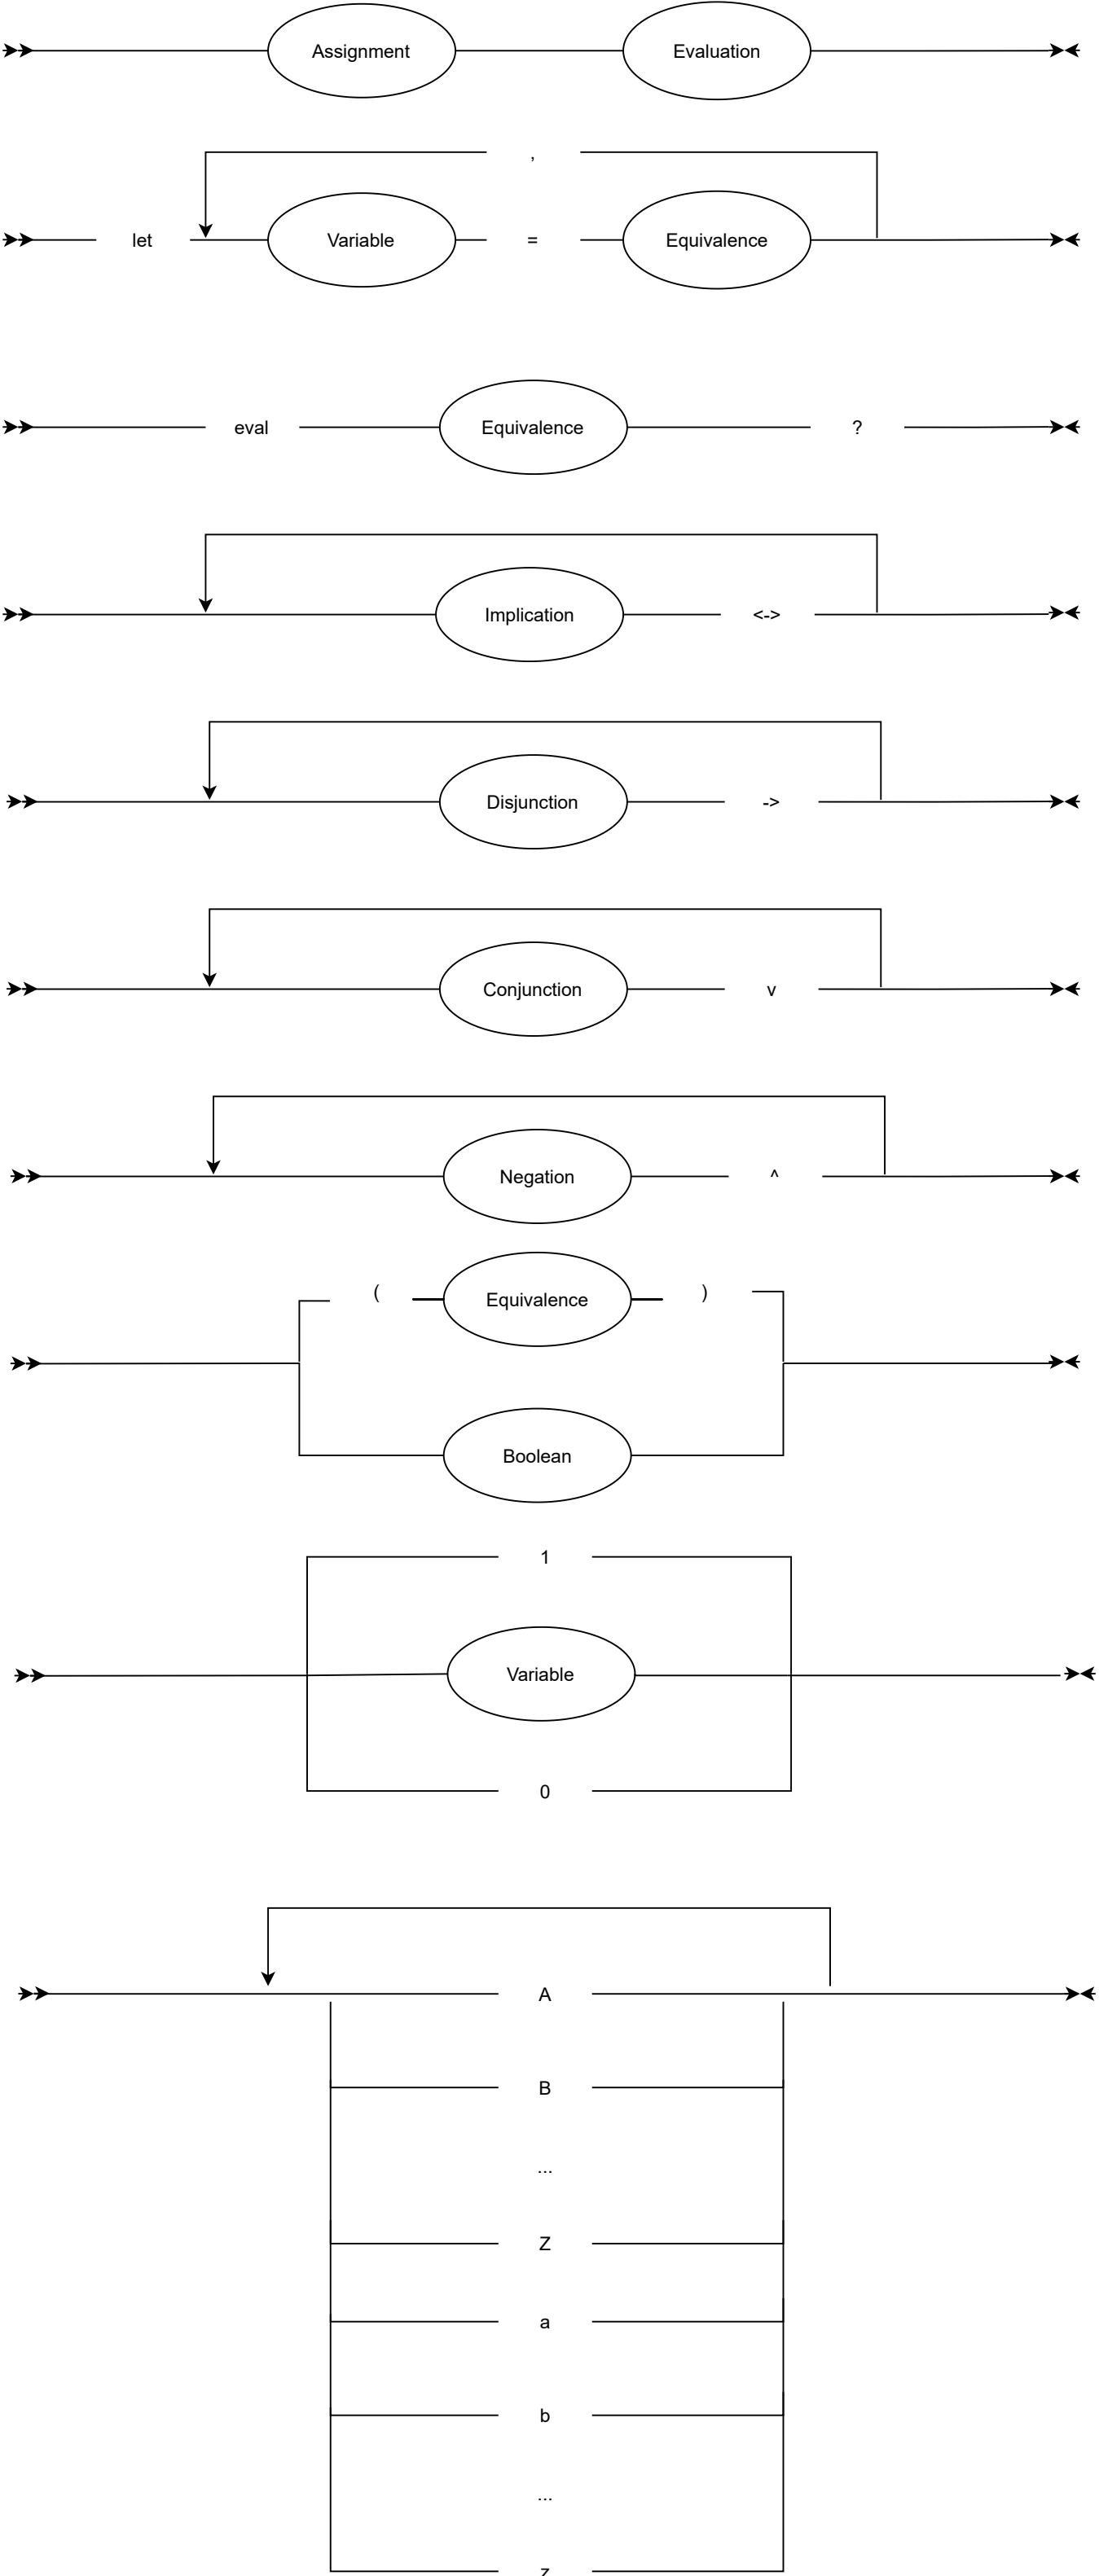 Assignment Evaluation
,
let Variable = Equivalence
eval Equivalence ?
Implication <->
Disjunction ->
Conjunction v
Negation ^
( Equivalence )
Boolean
1
Variable
0
A
B
...
Z
a
b
...
z